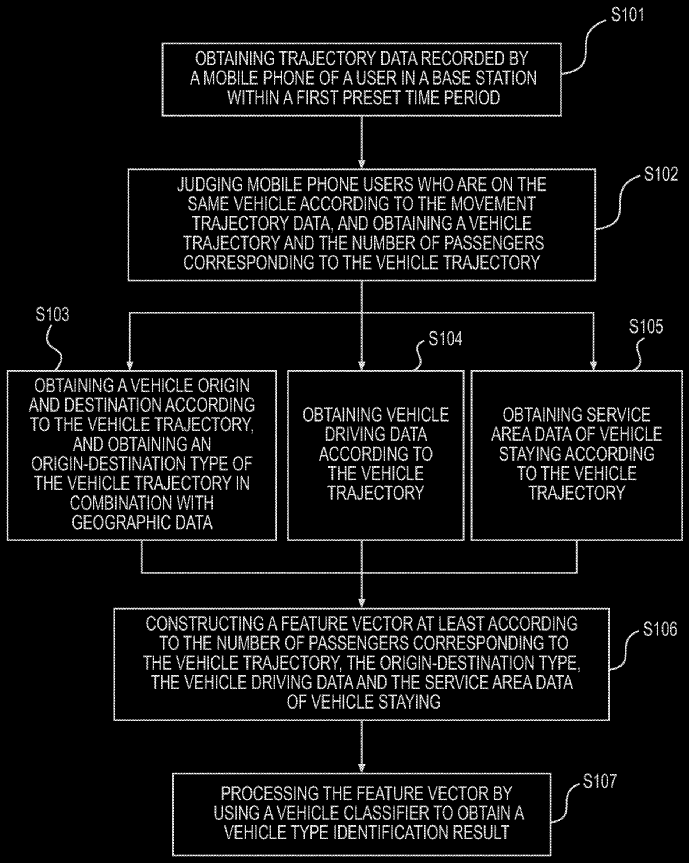 S101
OBTAINING TRAJECTORY DATA RECORDED BY
A MOBILE PHONE OF A USER IN A BASE STATION
WITHIN A FIRST PRESET TIME PERIOD
S102
JUDGING MOBILE PHONE USERS WHO ARE ON THE
SAME VEHICLE ACCORDING TO THE MOVEMENT
TRAJECTORY DATA, AND OBTAINING A VEHICLE
TRAJECTORY AND THE NUMBER OF PASSENGERS
CORRESPONDING TO THE VEHICLE TRAJECTORY
S103
OBTAINING A VEHICLE ORIGIN
AND DESTINATION ACCORDING
TO THE VEHICLE TRAJECTORY,
AND OBTAINING AN
ORIGIN-DESTINATION TYPE OF
THE VEHICLE TRAJECTORY IN
COMBINATION WITH
GEOGRAPHIC DATA
S104
OBTAINING VEHICLE
DRIVING DATA
ACCORDING TO
THE VEHICLE
TRAJECTORY
S105
OBTAINING SERVICE
AREA DATA OF VEHICLE
STAYING ACCORDING
TO THE VEHICLE
TRAJECTORY
S106
CONSTRUCTING A FEATURE VECTOR AT LEAST ACCORDING
TO THE NUMBER OF PASSENGERS CORRESPONDING TO
THE VEHICLE TRAJECTORY, THE ORIGIN-DESTINATION TYPE,
THE VEHICLE DRIVING DATA AND THE SERVICE AREA DATA
OF VEHICLE STAYING
S107
PROCESSING THE FEATURE VECTOR BY
USING A VEHICLE CLASSIFIER TO OBTAIN A
VEHICLE TYPE IDENTIFICATION RESULT